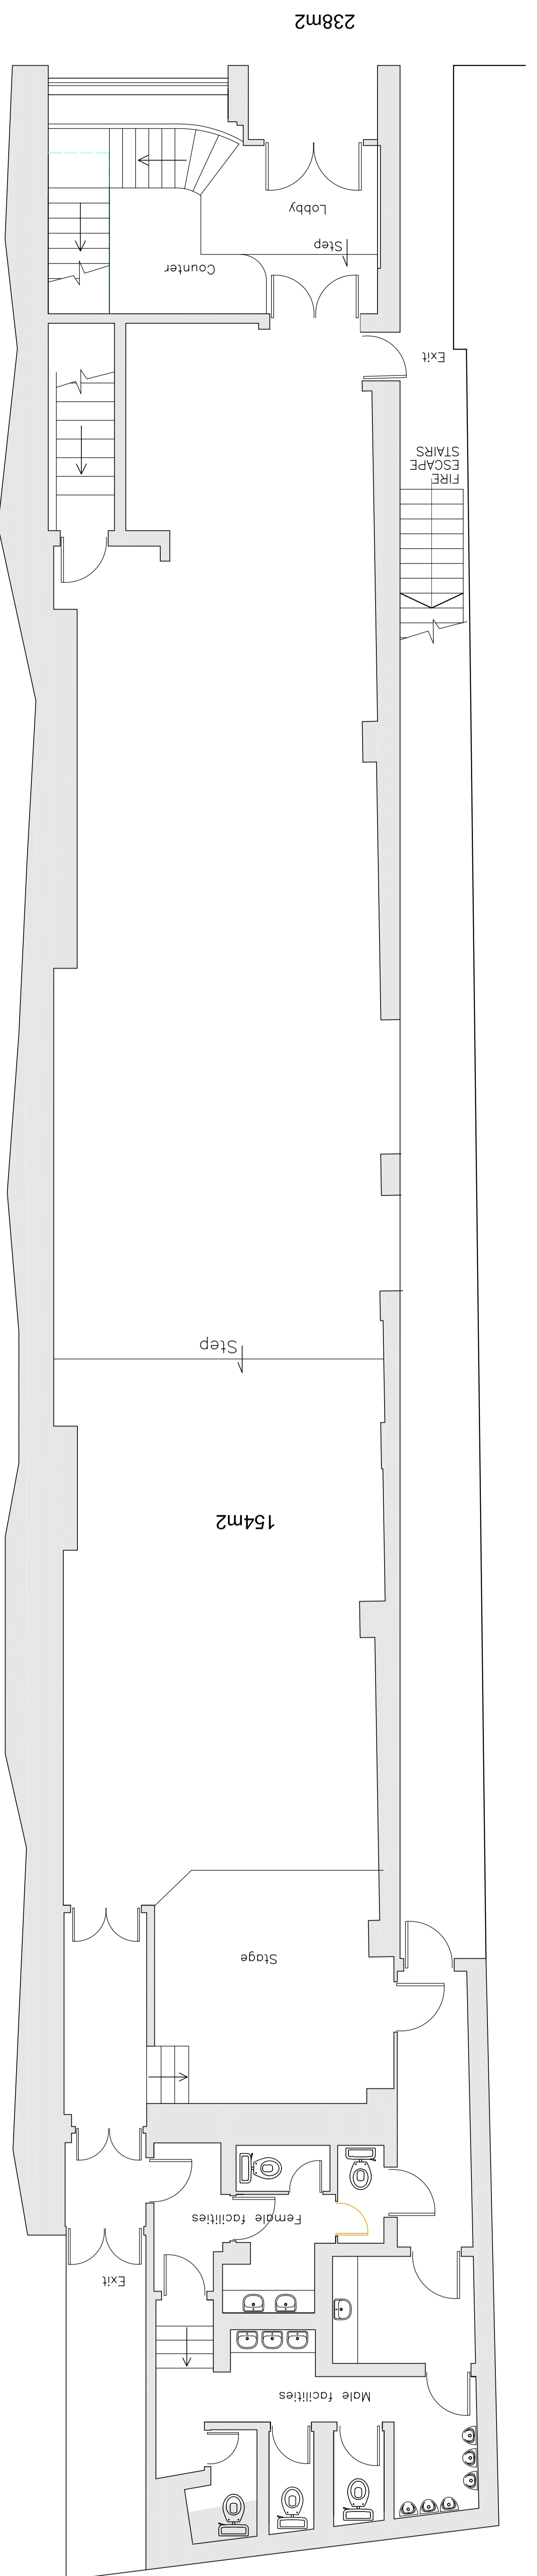 Male facilities
Exit
Female facilities
Stage
154m2
Step
FIRE
ESCAPE
STAIRS
Exit
Counter
Step
Lobby
238m2